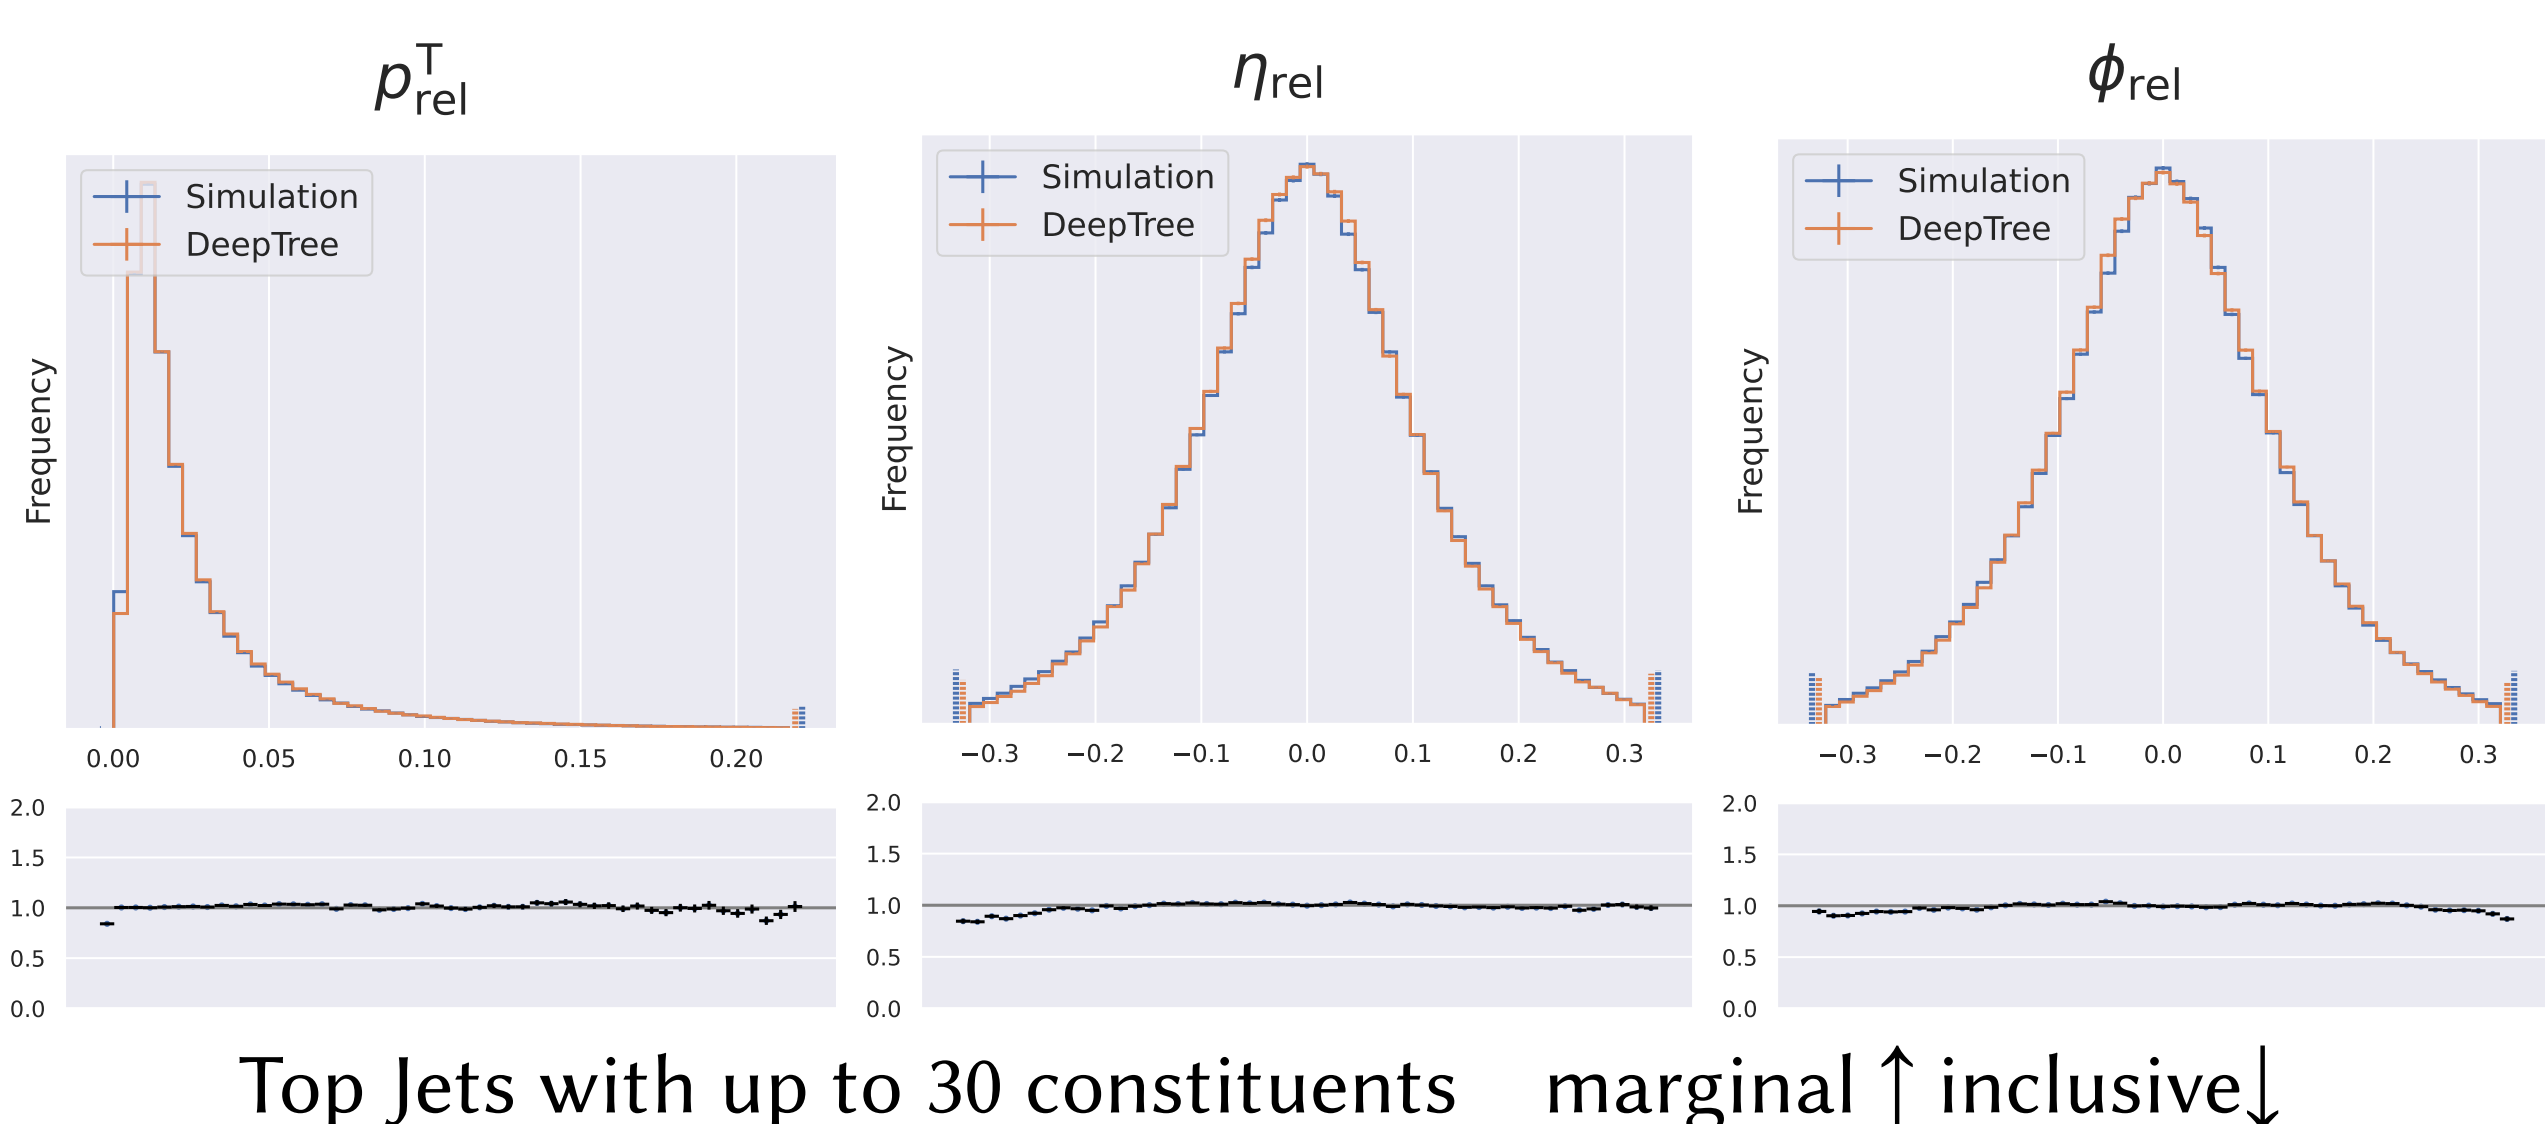 p^T_rel
η_rel
ϕ_rel
Simulation
DeepTree
Simulation
DeepTree
Simulation
DeepTree
Frequency
Frequency
Frequency
0.00 0.05 0.10 0.15 0.20
−0.3 −0.2 −0.1 0.0 0.1 0.2 0.3
−0.3 −0.2 −0.1 0.0 0.1 0.2 0.3
2.0
1.5
1.0
0.5
0.0
2.0
1.5
1.0
0.5
0.0
2.0
1.5
1.0
0.5
0.0
Top Jets with up to 30 constituents marginal ↑ inclusive↓